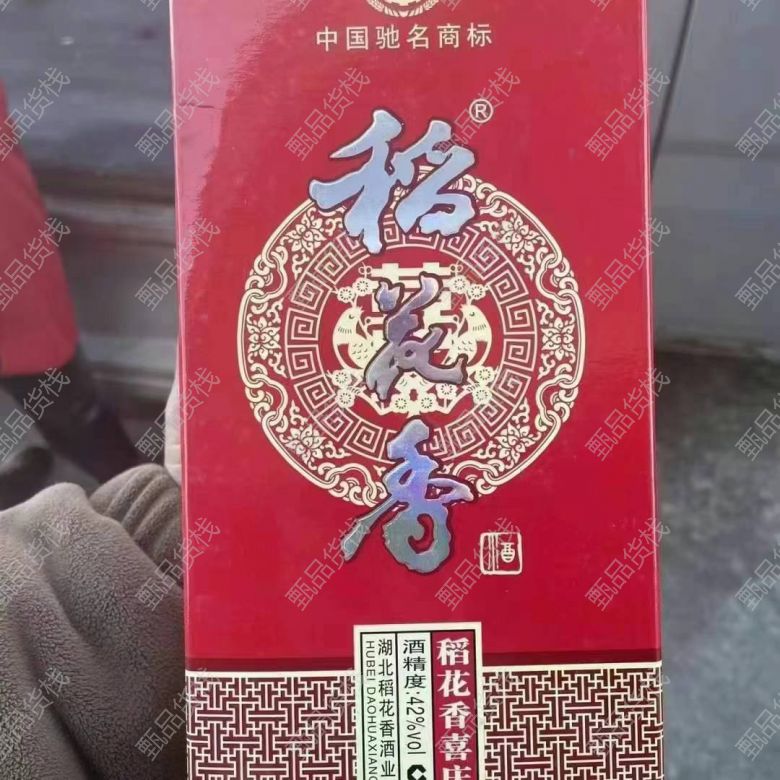 中国驰名商标
稻花香
®
酒
稻花香喜庆
酒精度:42%vol
湖北稻花香酒业
HUBEI DAOHUAXIANG
甄品货栈